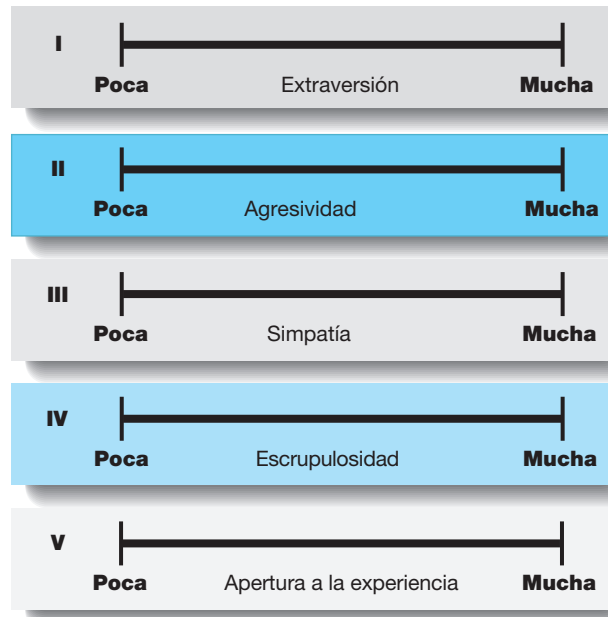 I
Poca Extraversión Mucha
II
Poca Agresividad Mucha
III
Poca Simpatía Mucha
IV
Poca Escrupulosidad Mucha
V
Poca Apertura a la experiencia Mucha